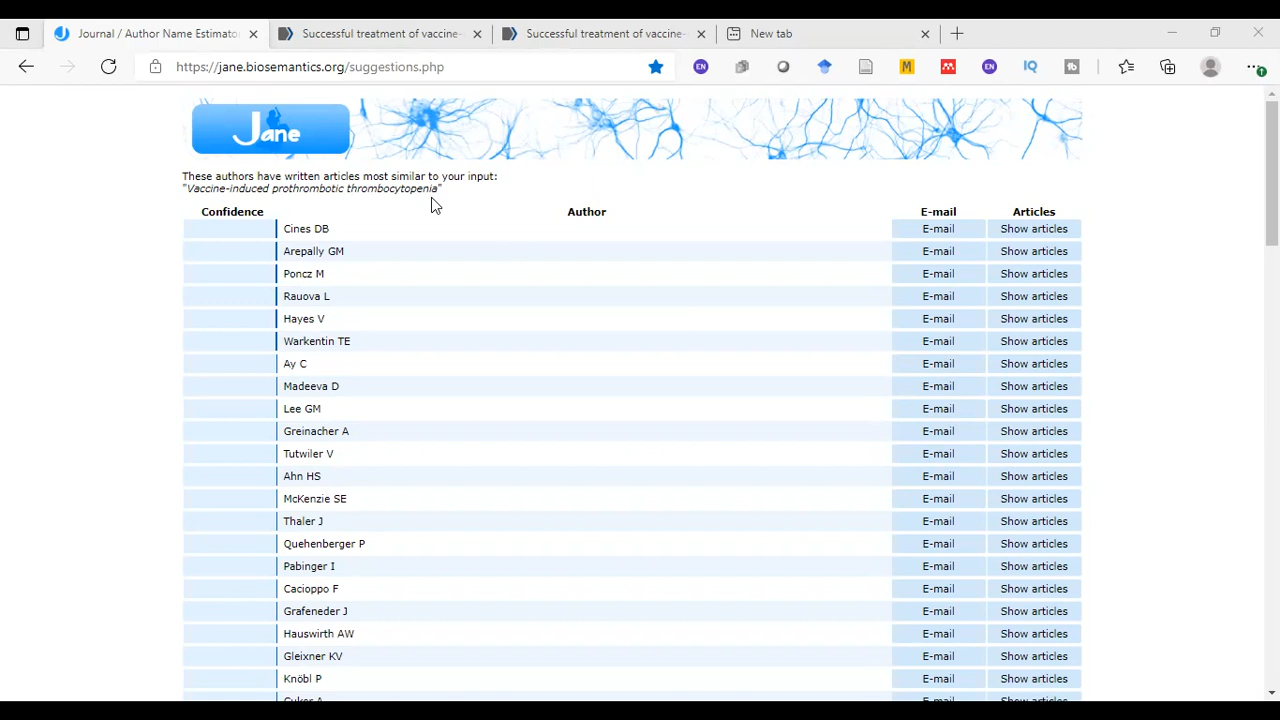 Journal / Author Name Estimato
Successful treatment of vaccine-
Successful treatment of vaccine-
New tab
https://jane.biosemantics.org/suggestions.php
EN
M
EN
IQ
tb
Jane
These authors have written articles most similar to your input:
"Vaccine-induced prothrombotic thrombocytopenia"
Confidence Author E-mail Articles
Cines DB E-mail Show articles
Arepally GM E-mail Show articles
Poncz M E-mail Show articles
Rauova L E-mail Show articles
Hayes V E-mail Show articles
Warkentin TE E-mail Show articles
Ay C E-mail Show articles
Madeeva D E-mail Show articles
Lee GM E-mail Show articles
Greinacher A E-mail Show articles
Tutwiler V E-mail Show articles
Ahn HS E-mail Show articles
McKenzie SE E-mail Show articles
Thaler J E-mail Show articles
Quehenberger P E-mail Show articles
Pabinger I E-mail Show articles
Cacioppo F E-mail Show articles
Grafeneder J E-mail Show articles
Hauswirth AW E-mail Show articles
Gleixner KV E-mail Show articles
Knöbl P E-mail Show articles